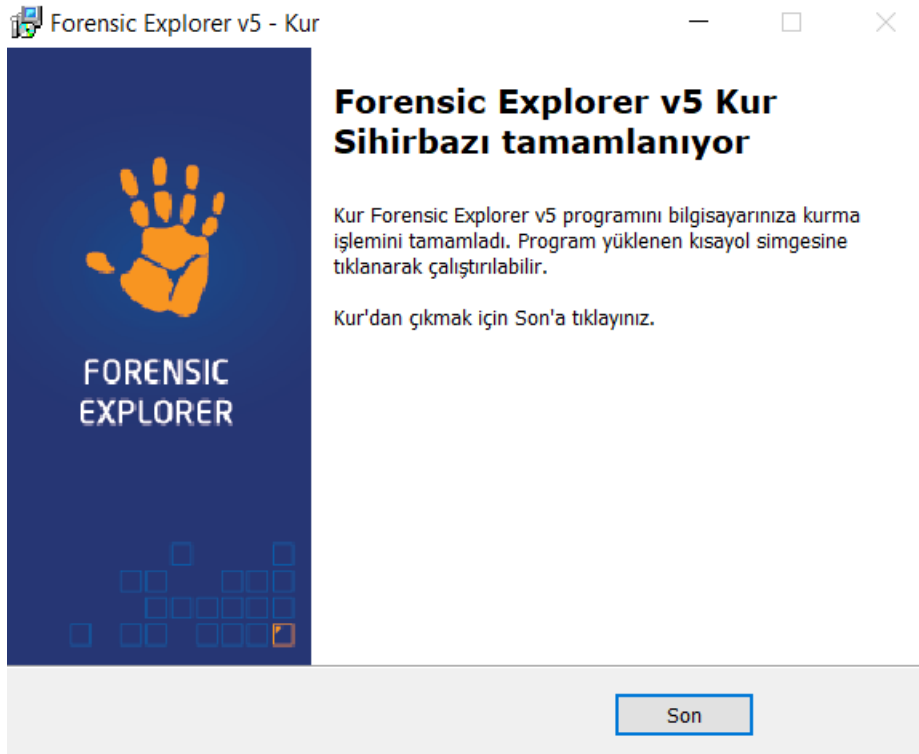 Forensic Explorer v5 - Kur
Forensic Explorer v5 Kur
Sihirbazı tamamlanıyor
Kur Forensic Explorer v5 programını bilgisayarınıza kurma
işlemini tamamladı. Program yüklenen kısayol simgesine
tıklanarak çalıştırılabilir.
Kur'dan çıkmak için Son'a tıklayınız.
FORENSIC
EXPLORER
Son